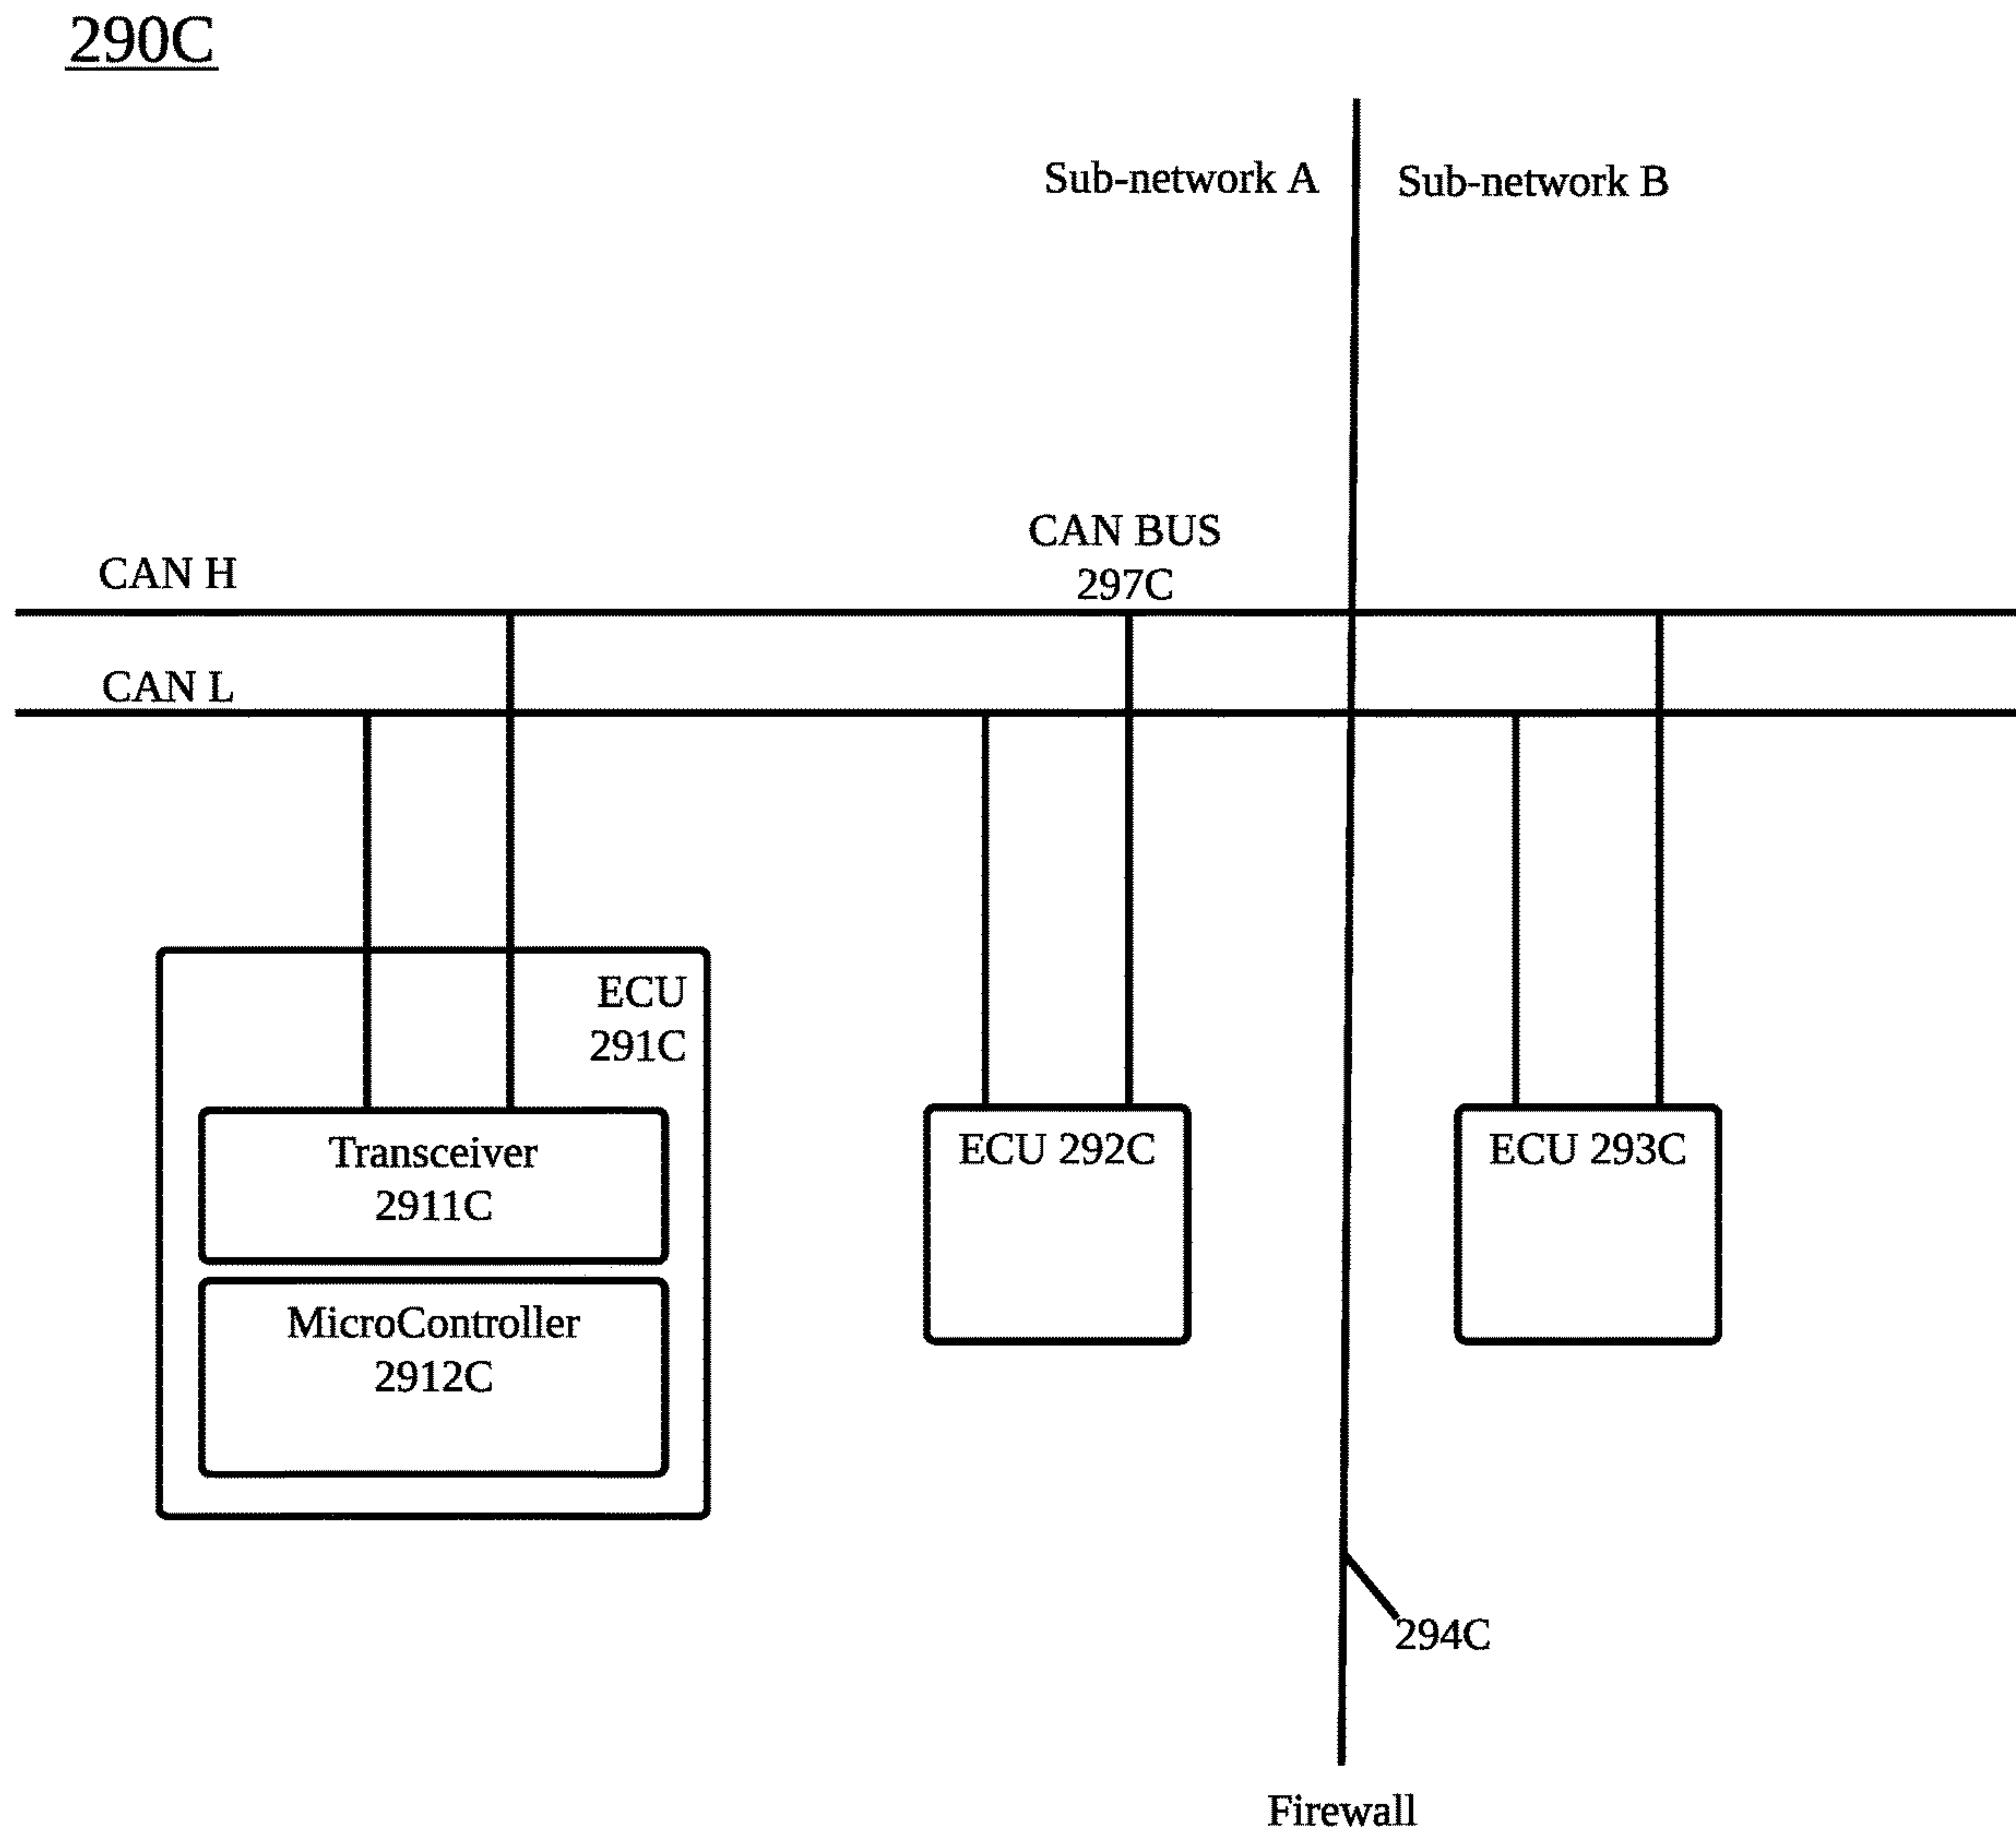 290C
Sub-network A
Sub-network B
CAN BUS
297C
CAN H
CAN L
ECU
291C
Transceiver
2911C
MicroController
2912C
ECU 292C
ECU 293C
294C
Firewall